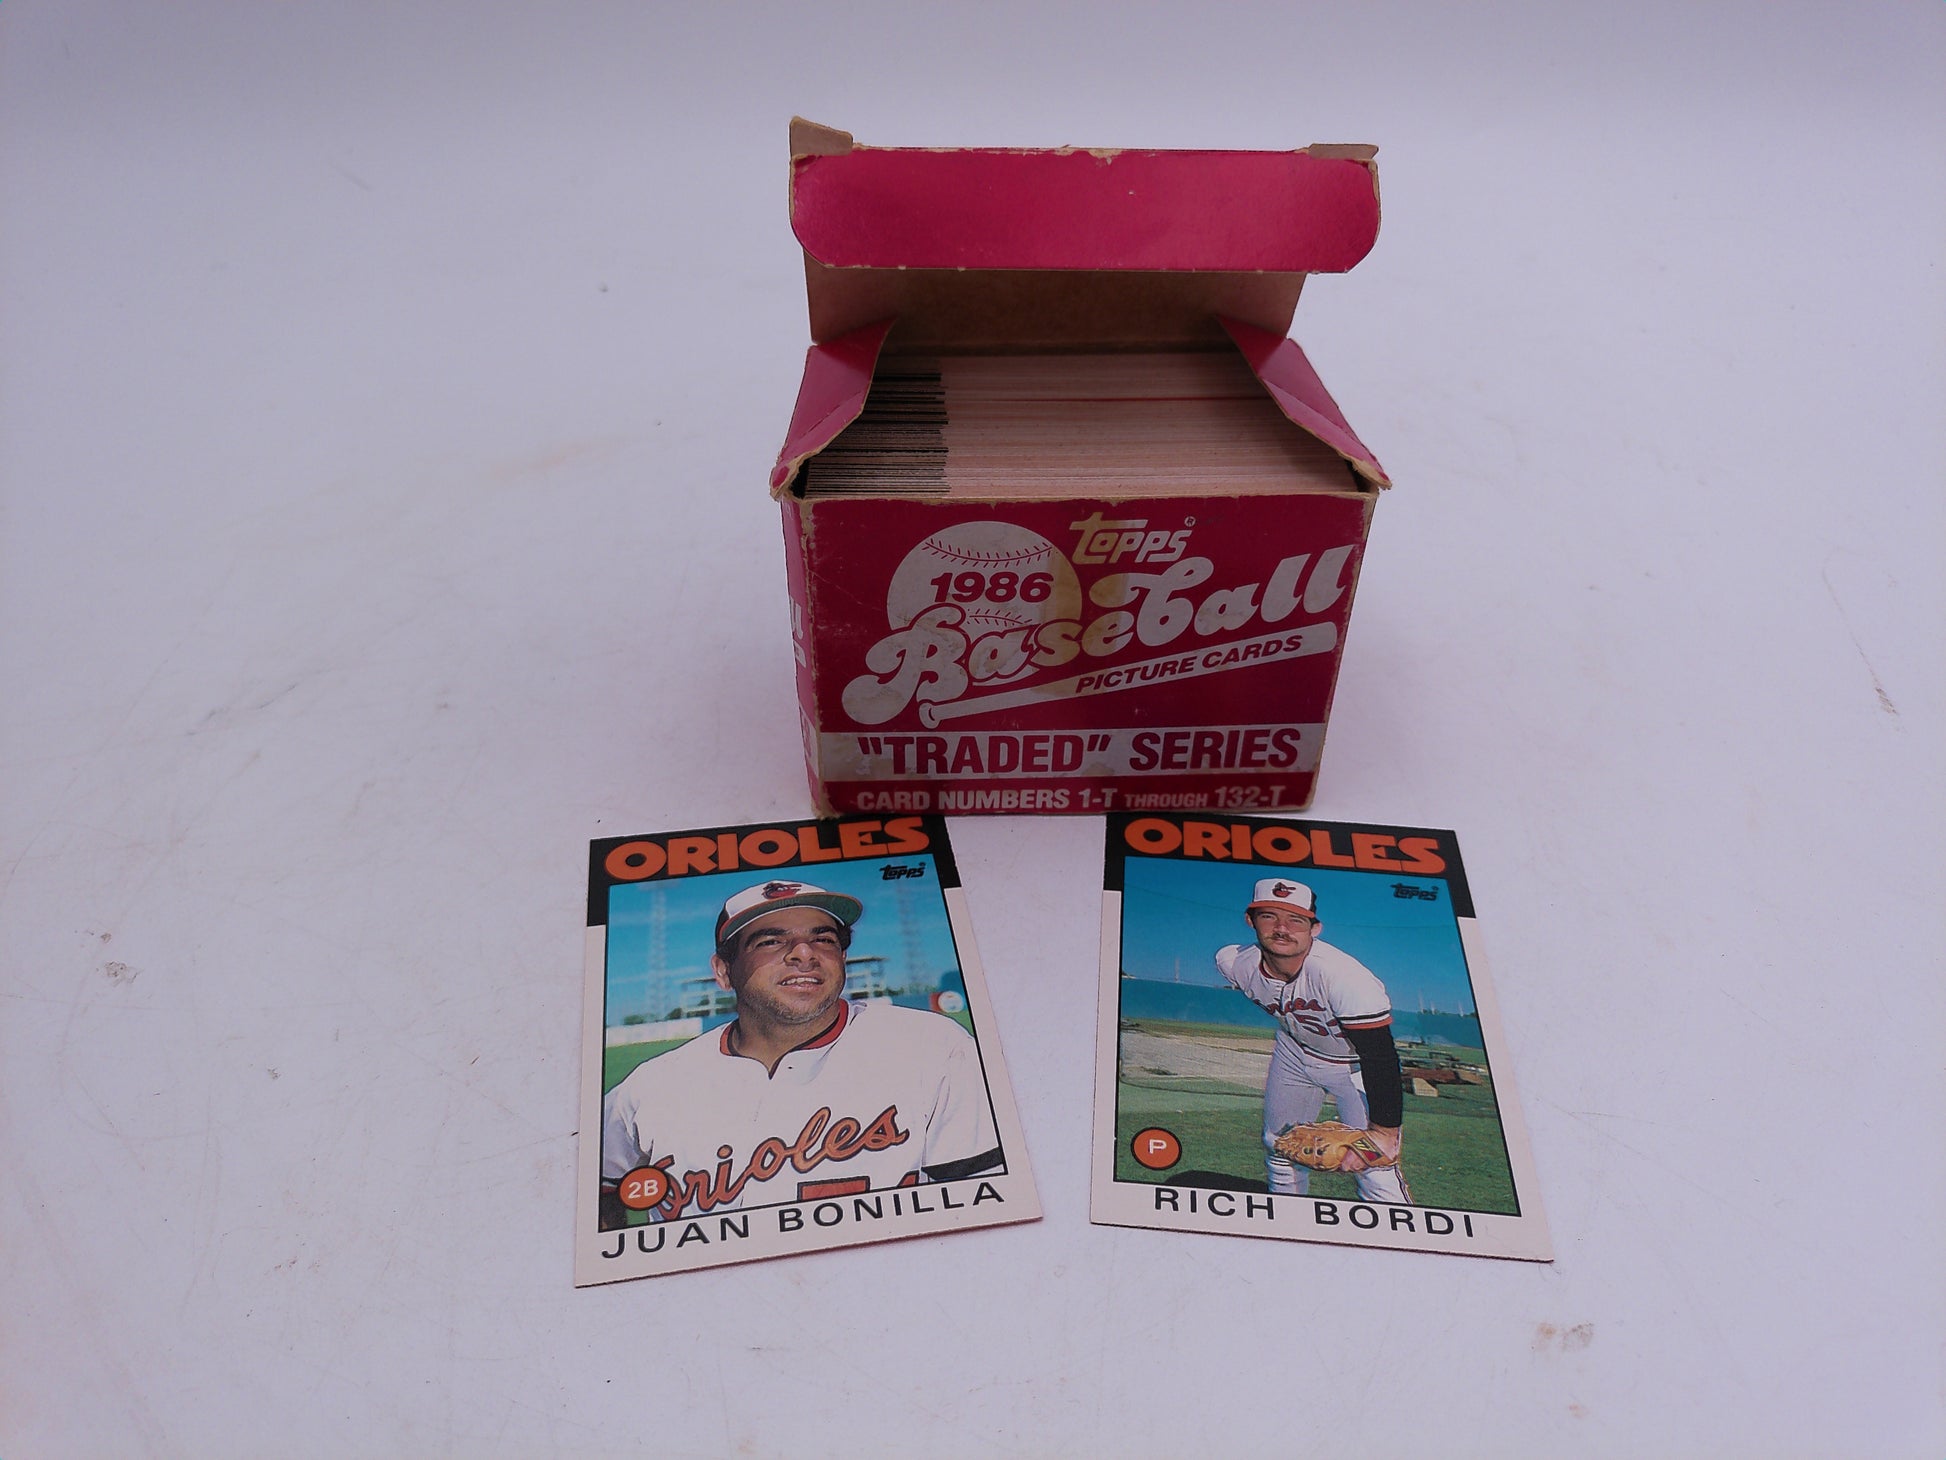 topps®
1986
Baseball
PICTURE CARDS
"TRADED" SERIES
CARD NUMBERS 1-T THROUGH 132-T
ORIOLES
topps®
Orioles
2B
JUAN BONILLA
ORIOLES
topps®
P
RICH BORDI